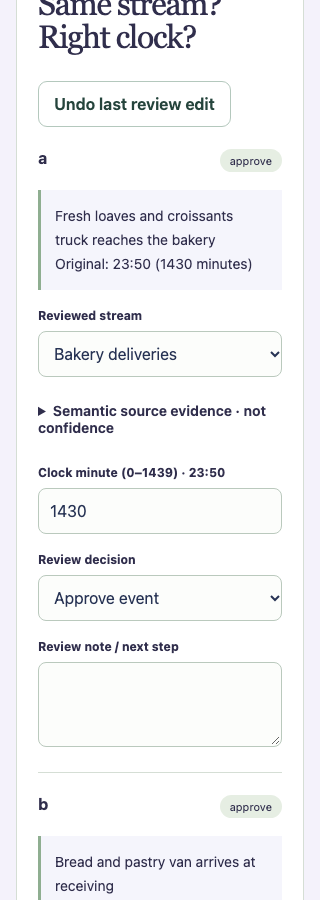 Same stream?
Right clock?
Undo last review edit
a
approve
Fresh loaves and croissants
truck reaches the bakery
Original: 23:50 (1430 minutes)
Reviewed stream
Bakery deliveries
Semantic source evidence · not
confidence
Clock minute (0–1439) · 23:50
1430
Review decision
Approve event
Review note / next step
b
approve
Bread and pastry van arrives at
receiving